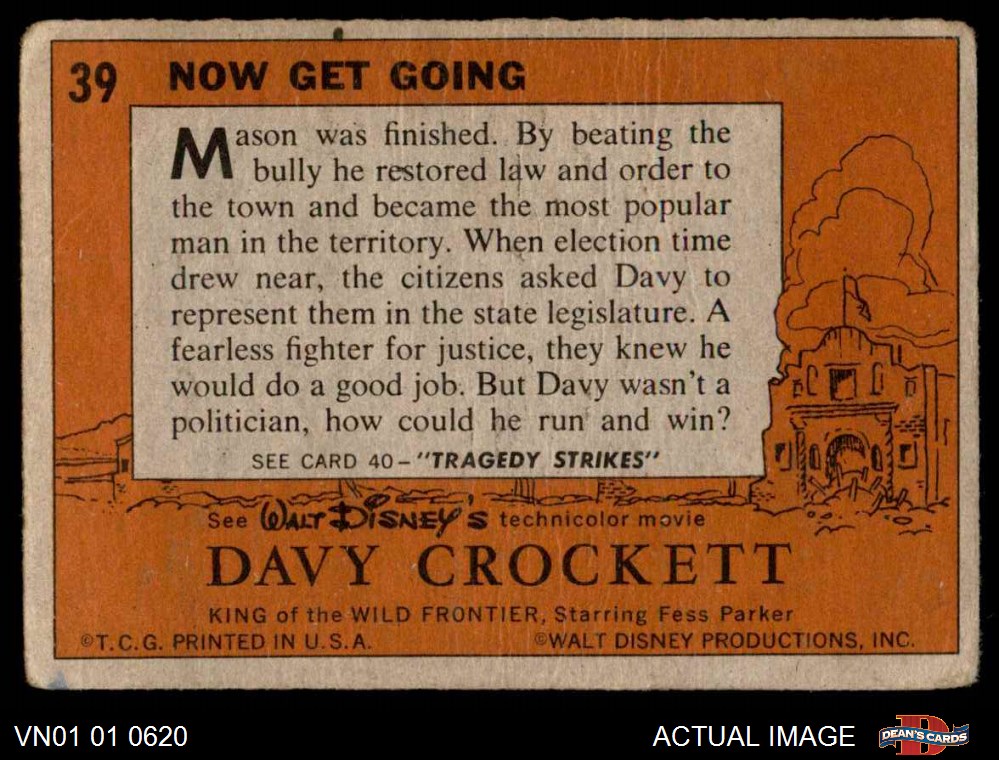 39 NOW GET GOING
Mason was finished. By beating the
bully he restored law and order to
the town and became the most popular
man in the territory. When election time
drew near, the citizens asked Davy to
represent them in the state legislature. A
fearless fighter for justice, they knew he
would do a good job. But Davy wasn't a
politician, how could he run and win?
SEE CARD 40–"TRAGEDY STRIKES"
See WALT DISNEY'S technicolor movie
DAVY CROCKETT
KING of the WILD FRONTIER, Starring Fess Parker
©T.C.G. PRINTED IN U.S.A. ©WALT DISNEY PRODUCTIONS, INC.
VN01 01 0620 ACTUAL IMAGE DEAN'S CARDS